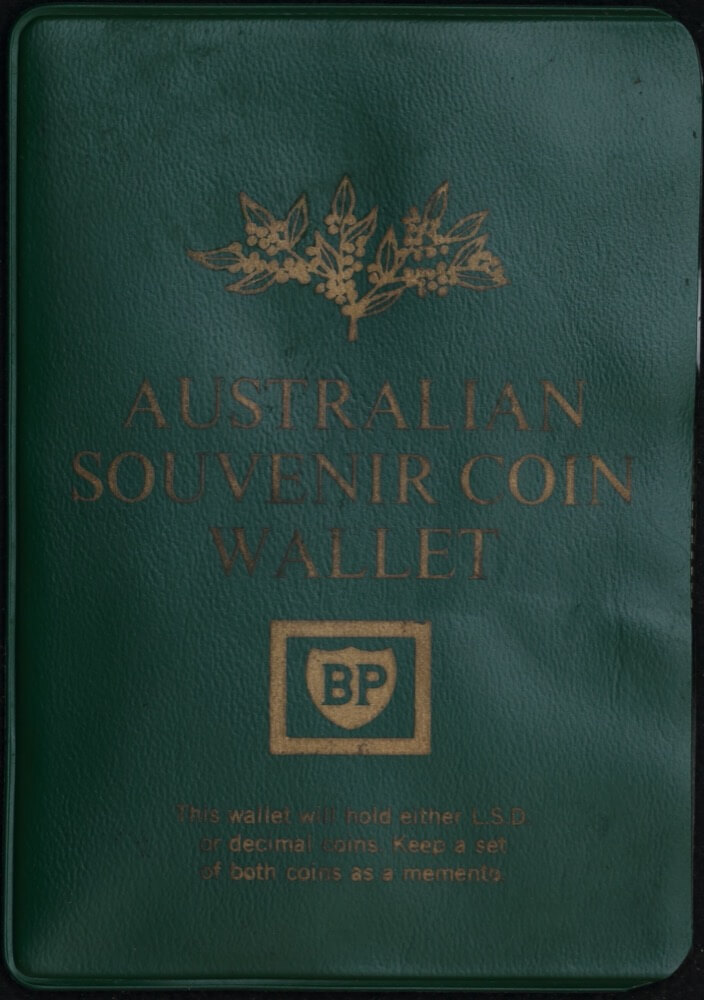 AUSTRALIAN
SOUVENIR COIN
WALLET
BP
This wallet will hold either L.S.D
or decimal coins. Keep a set
of both coins as a memento.